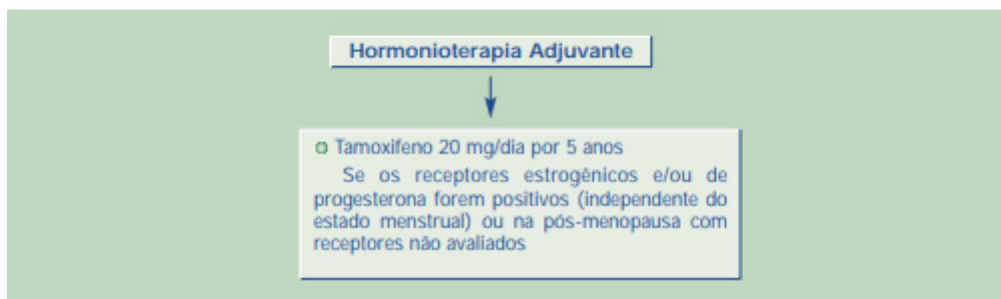 Hormonioterapia Adjuvante
Tamoxifeno 20 mg/dia por 5 anos
Se os receptores estrogênicos e/ou de
progesterona forem positivos (independente do
estado menstrual) ou na pós-menopausa com
receptores não avaliados